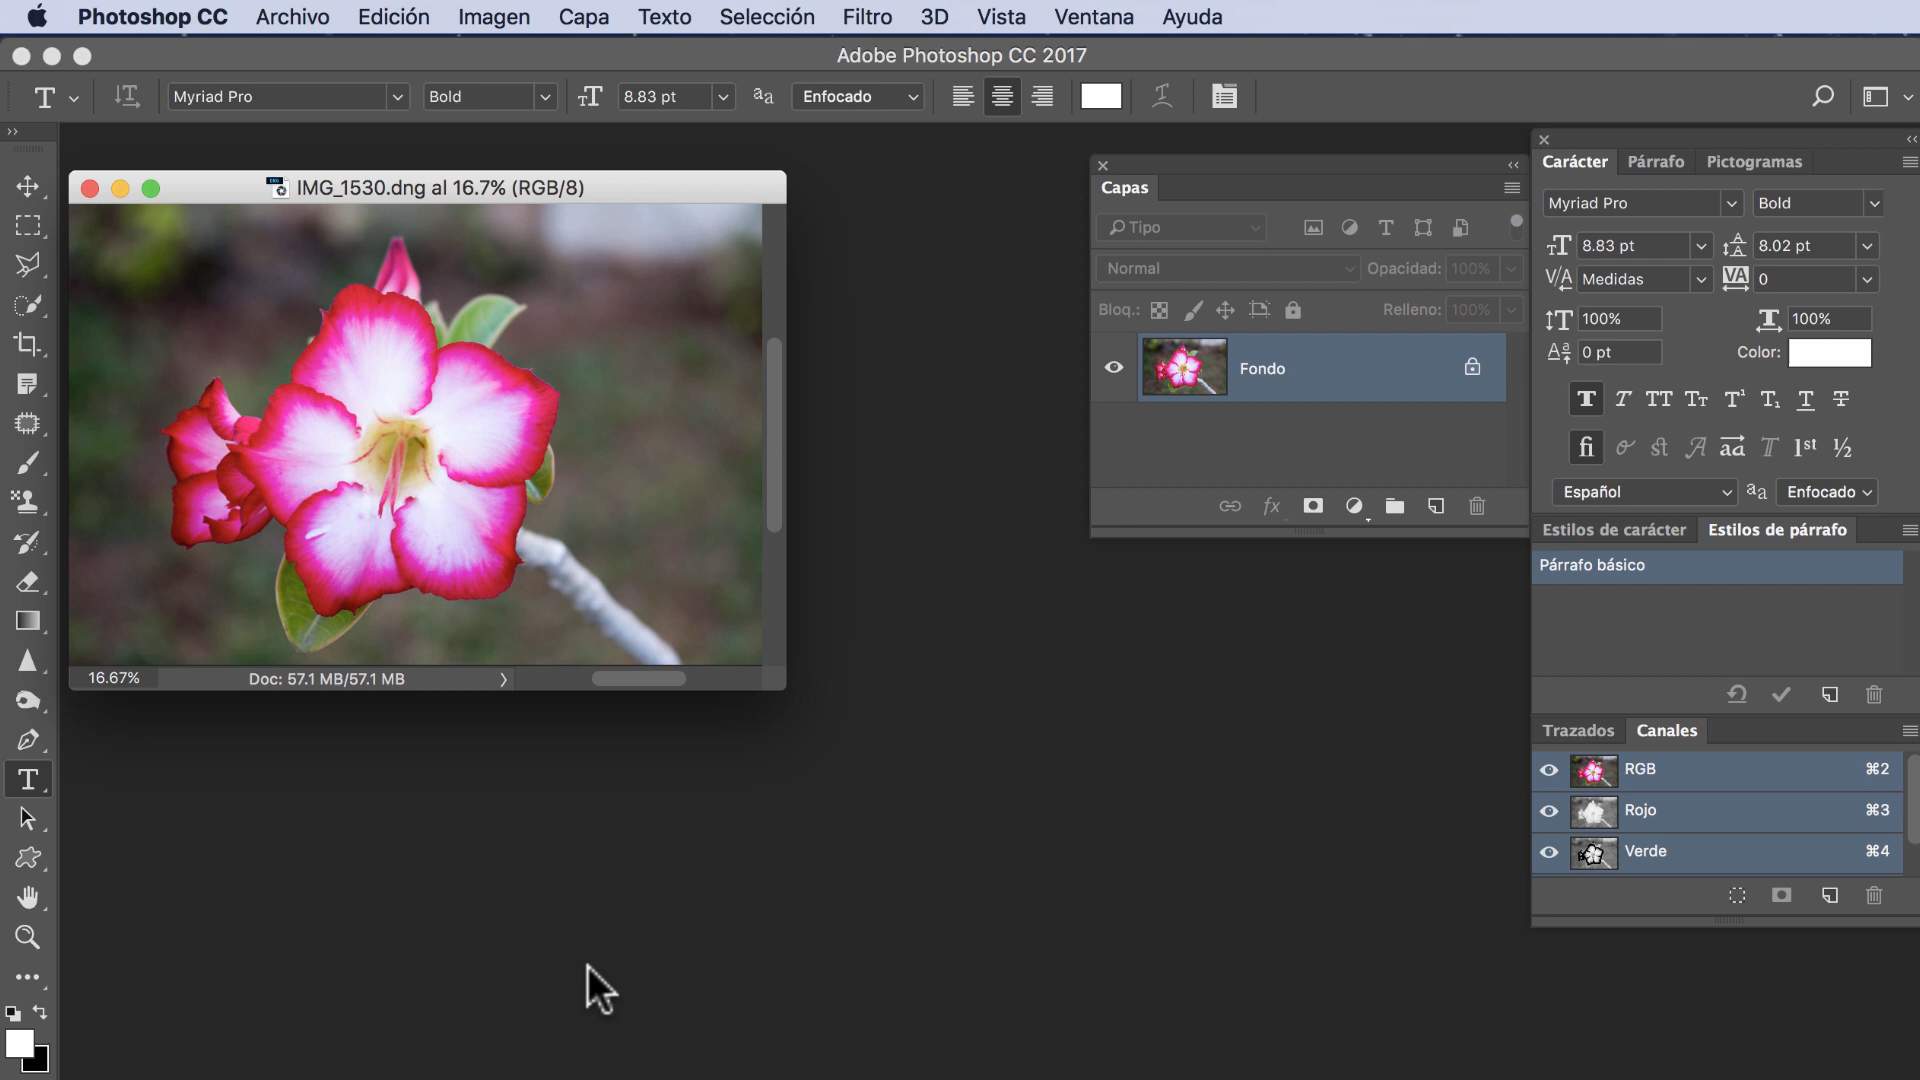 Photoshop CC Archivo Edición Imagen Capa Texto Selección Filtro 3D Vista Ventana Ayuda
Adobe Photoshop CC 2017
Myriad Pro Bold 8.83 pt Enfocado
IMG_1530.dng al 16.7% (RGB/8)
16.67% Doc: 57.1 MB/57.1 MB
Capas
Tipo
Normal Opacidad: 100%
Bloq.: Relleno: 100%
Fondo
fx
Carácter Párrafo Pictogramas
Myriad Pro Bold
8.83 pt 8.02 pt
Medidas 0
100% 100%
0 pt Color:
Español Enfocado
Estilos de carácter Estilos de párrafo
Párrafo básico
Trazados Canales
RGB ⌘2
Rojo ⌘3
Verde ⌘4